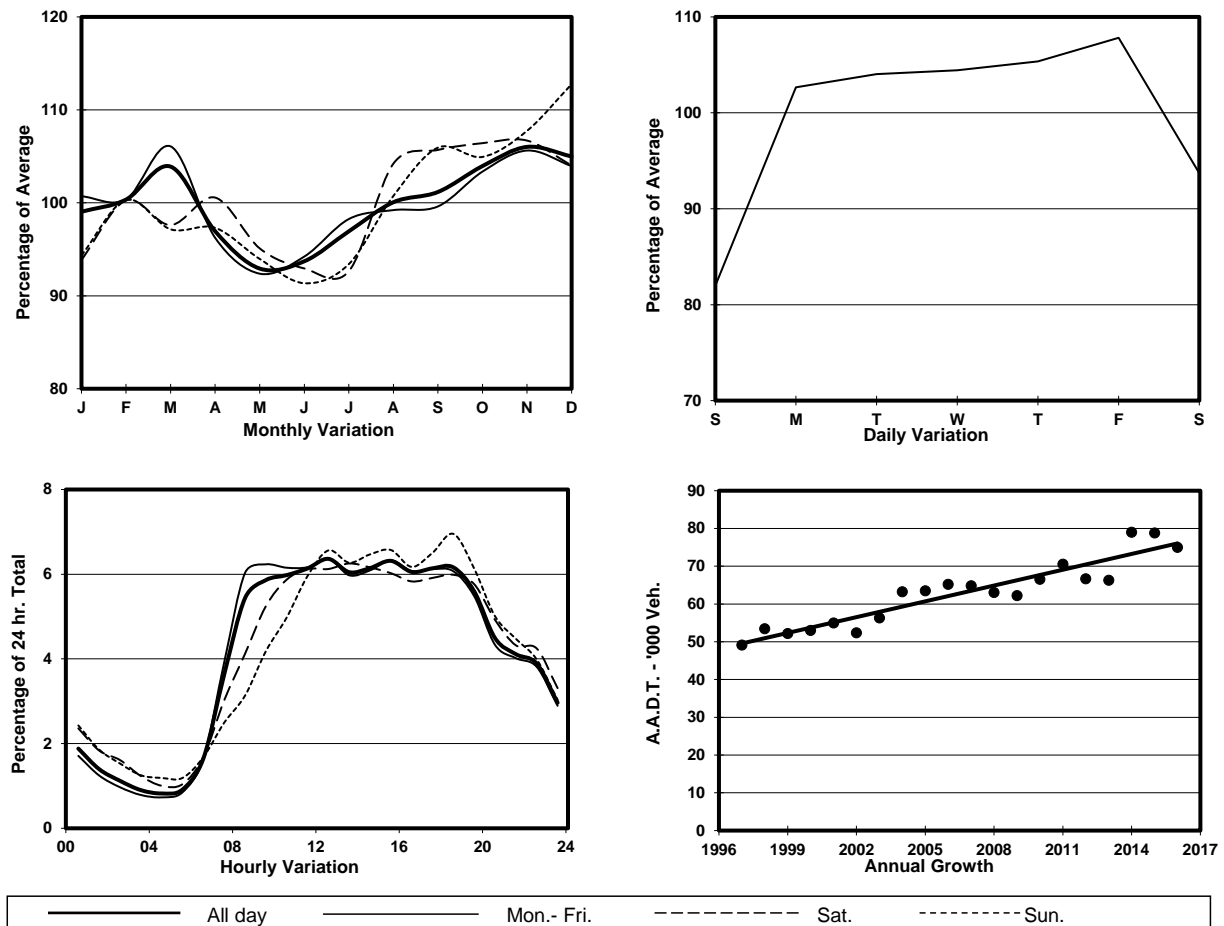 Percentage of Average
120
110
100
90
80
J F M A M J J A S O N D
Monthly Variation
Percentage of Average
110
100
90
80
70
S M T W T F S
Daily Variation
Percentage of 24 hr. Total
8
6
4
2
0
00 04 08 12 16 20 24
Hourly Variation
A.A.D.T. - '000 Veh.
90
80
70
60
50
40
30
20
10
0
1996 1999 2002 2005 2008 2011 2014 2017
Annual Growth
All day Mon.- Fri. Sat. Sun.